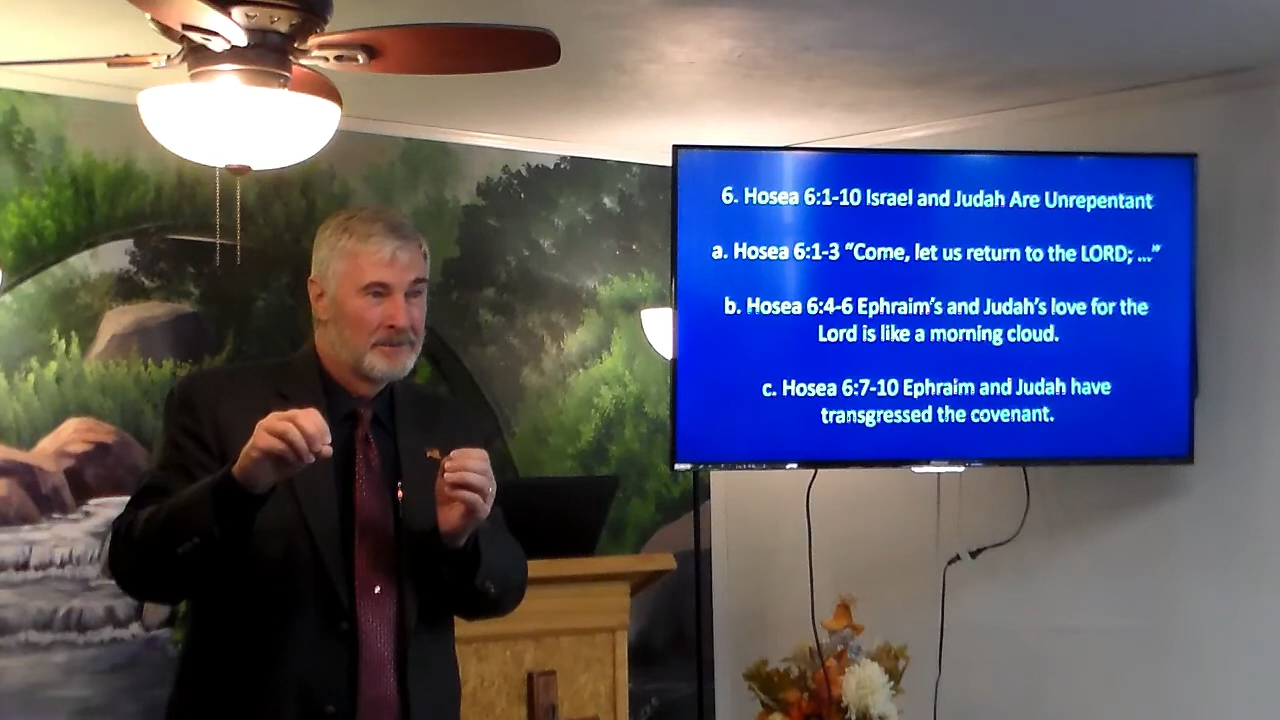 6. Hosea 6:1-10 Israel and Judah Are Unrepentant
a. Hosea 6:1-3 “Come, let us return to the LORD; ...”
b. Hosea 6:4-6 Ephraim’s and Judah’s love for the
Lord is like a morning cloud.
c. Hosea 6:7-10 Ephraim and Judah have
transgressed the covenant.